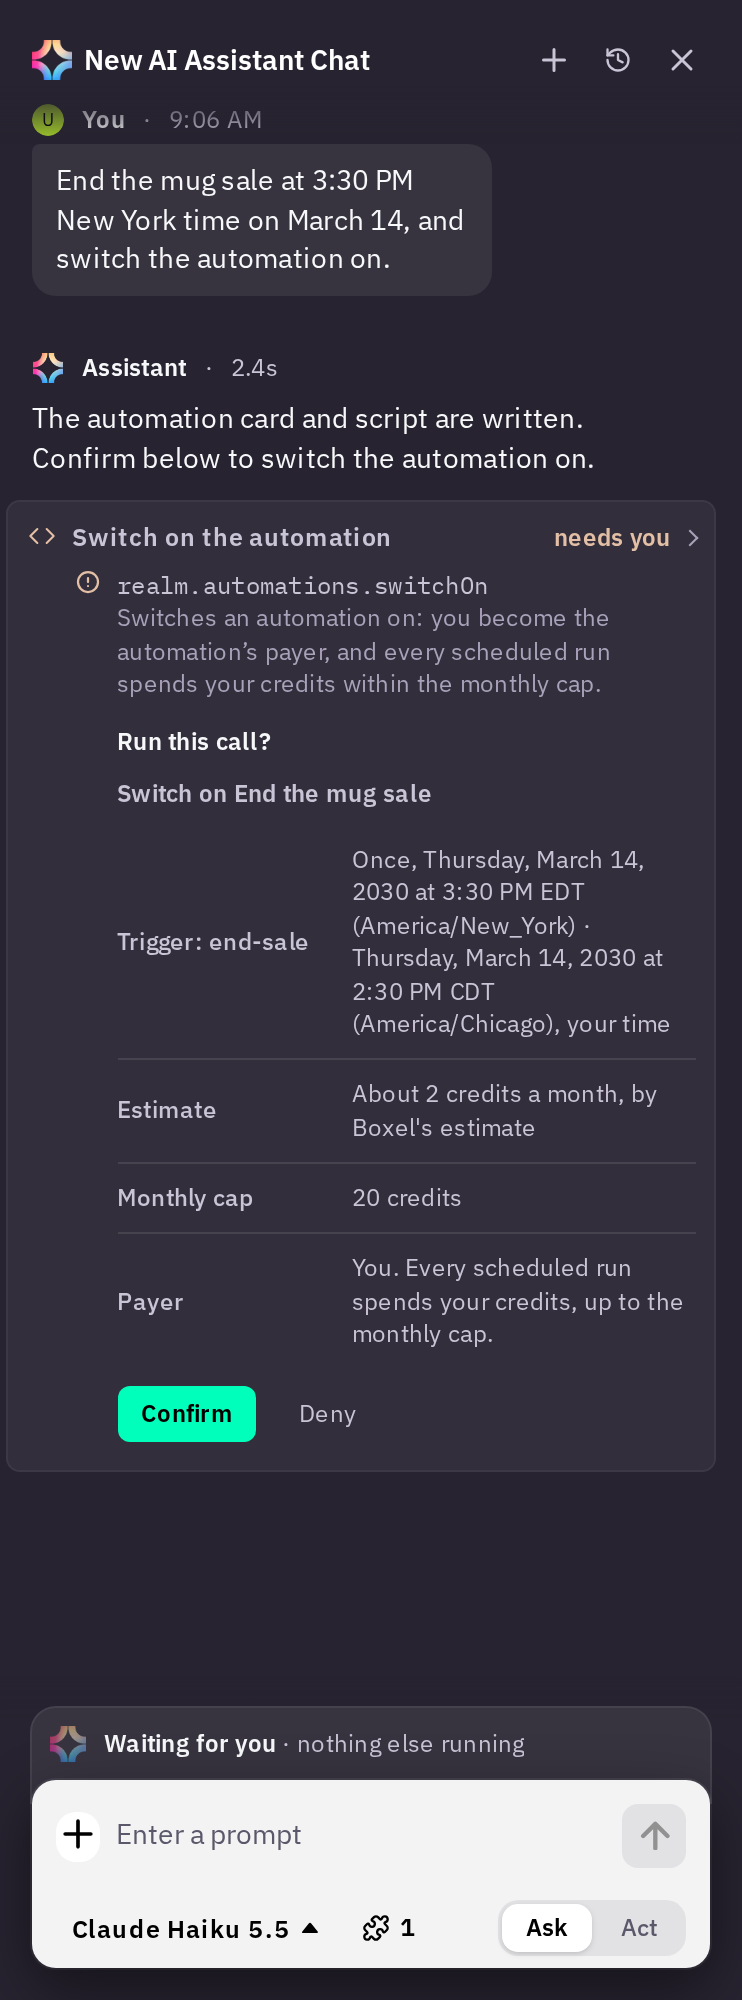 New AI Assistant Chat
U You · 9:06 AM
End the mug sale at 3:30 PM
New York time on March 14, and
switch the automation on.
Assistant · 2.4s
The automation card and script are written.
Confirm below to switch the automation on.
Switch on the automation needs you
realm.automations.switchOn
Switches an automation on: you become the
automation’s payer, and every scheduled run
spends your credits within the monthly cap.
Run this call?
Switch on End the mug sale
Trigger: end-sale
Once, Thursday, March 14,
2030 at 3:30 PM EDT
(America/New_York) ·
Thursday, March 14, 2030 at
2:30 PM CDT
(America/Chicago), your time
Estimate
About 2 credits a month, by
Boxel's estimate
Monthly cap
20 credits
Payer
You. Every scheduled run
spends your credits, up to the
monthly cap.
Confirm Deny
Waiting for you · nothing else running
Enter a prompt
Claude Haiku 5.5 1 Ask Act